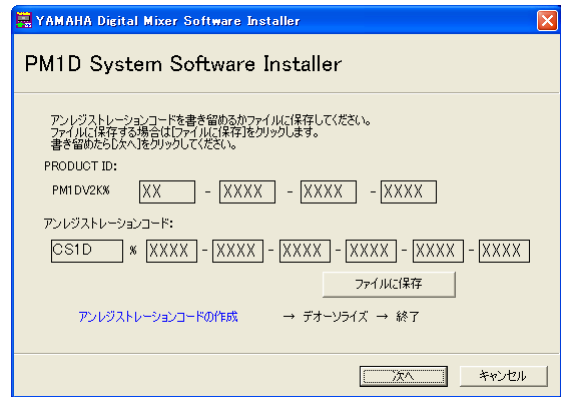 YAMAHA Digital Mixer Software Installer
PM1D System Software Installer
アンレジストレーションコードを書き留めるかファイルに保存してください。
ファイルに保存する場合は[ファイルに保存]をクリックします。
書き留めたら[次へ]をクリックしてください。
PRODUCT ID:
PM1DV2K% XX - XXXX - XXXX - XXXX
アンレジストレーションコード:
CS1D % XXXX - XXXX - XXXX - XXXX - XXXX - XXXX
ファイルに保存
アンレジストレーションコードの作成 → デオーソライズ → 終了
次へ キャンセル